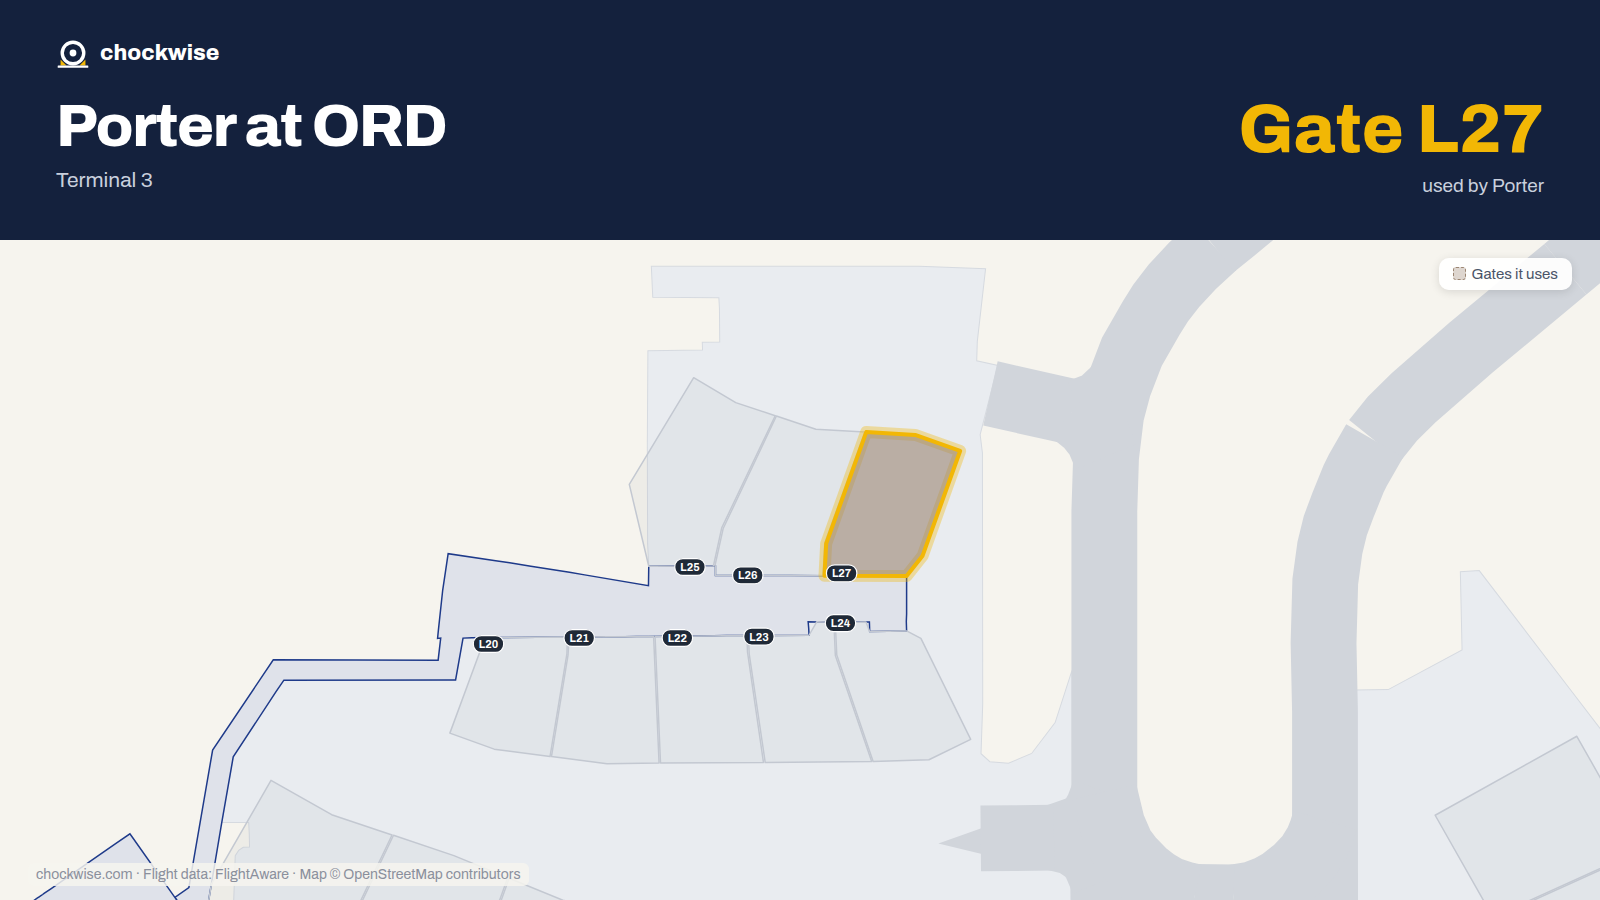 chockwise
Porter at ORD
Terminal 3
Gate L27
used by Porter
Gates it uses
L25
L26
L27
L24
L20
L21
L22
L23
chockwise.com · Flight data: FlightAware · Map © OpenStreetMap contributors